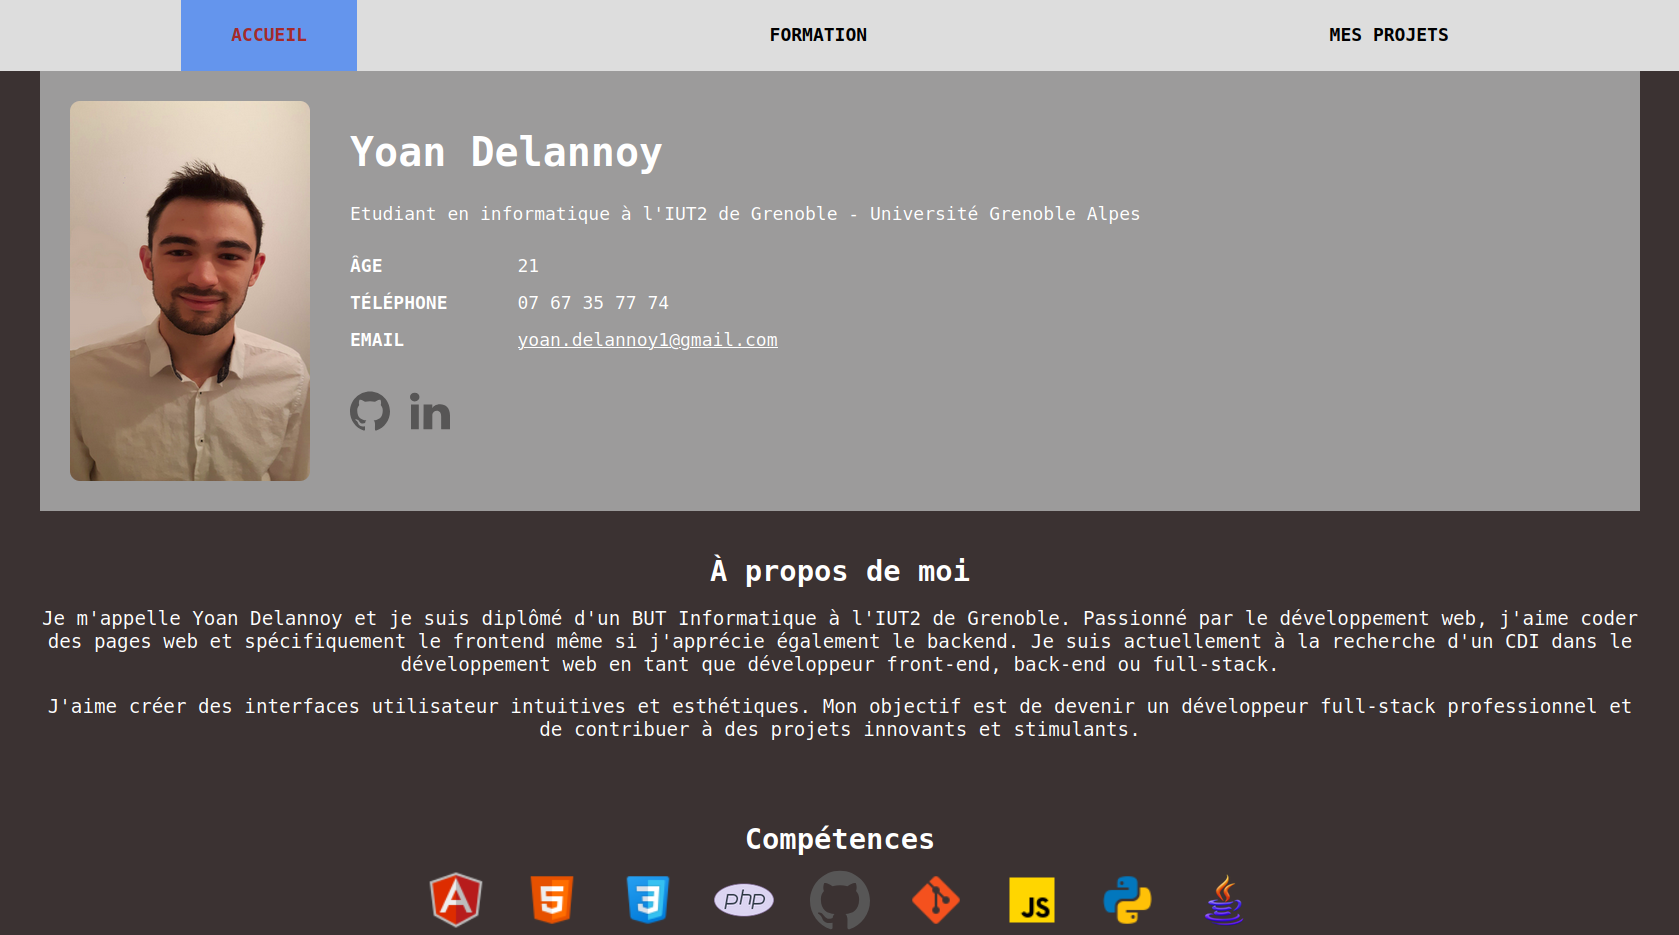 ACCUEIL FORMATION MES PROJETS
Yoan Delannoy
Etudiant en informatique à l'IUT2 de Grenoble - Université Grenoble Alpes
ÂGE 21
TÉLÉPHONE 07 67 35 77 74
EMAIL yoan.delannoy1@gmail.com
in
À propos de moi
Je m'appelle Yoan Delannoy et je suis diplômé d'un BUT Informatique à l'IUT2 de Grenoble. Passionné par le développement web, j'aime coder
des pages web et spécifiquement le frontend même si j'apprécie également le backend. Je suis actuellement à la recherche d'un CDI dans le
développement web en tant que développeur front-end, back-end ou full-stack.
J'aime créer des interfaces utilisateur intuitives et esthétiques. Mon objectif est de devenir un développeur full-stack professionnel et
de contribuer à des projets innovants et stimulants.
Compétences
A 5 3 php JS